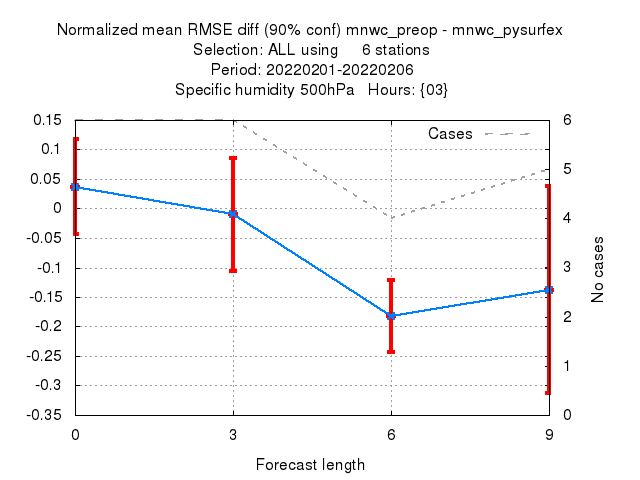 Normalized mean RMSE diff (90% conf) mnwc_preop - mnwc_pysurfex
Selection: ALL using 6 stations
Period: 20220201-20220206
Specific humidity 500hPa Hours: {03}
0.15
0.1
0.05
0
-0.05
-0.1
-0.15
-0.2
-0.25
-0.3
-0.35
Cases
6
5
4
3
2
1
0
No cases
0 3 6 9
Forecast length